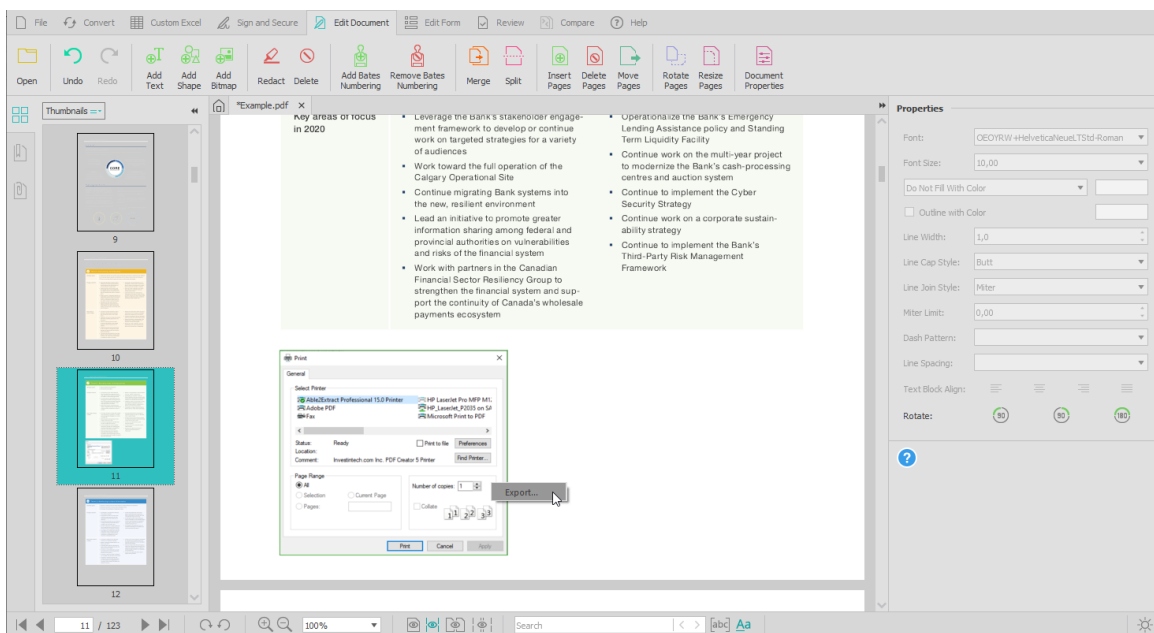 File Convert Custom Excel Sign and Secure Edit Document Edit Form Review Compare Help
Open Undo Redo Add Text Add Shape Add Bitmap Redact Delete Add Bates Numbering Remove Bates Numbering Merge Split Insert Pages Delete Pages Move Pages Rotate Pages Resize Pages Document Properties
Thumbnails
9
10
11
12
*Example.pdf
Key areas of focus
in 2020
Leverage the Bank's stakeholder engage-
ment framework to develop or continue
work on targeted strategies for a variety
of audiences
Work toward the full operation of the
Calgary Operational Site
Continue migrating Bank systems into
the new, resilient environment
Lead an initiative to promote greater
information sharing among federal and
provincial authorities on vulnerabilities
and risks of the financial system
Work with partners in the Canadian
Financial Sector Resiliency Group to
strengthen the financial system and sup-
port the continuity of Canada's wholesale
payments ecosystem
Operationalize the Bank's Emergency
Lending Assistance policy and Standing
Term Liquidity Facility
Continue work on the multi-year project
to modernize the Bank's cash-processing
centres and auction system
Continue to implement the Cyber
Security Strategy
Continue work on a corporate sustain-
ability strategy
Continue to implement the Bank's
Third-Party Risk Management
Framework
Print
General
Select Printer
Able2Extract Professional 15.0 Printer HP LaserJet Pro MFP M1:
Adobe PDF HP_LaserJet_P2035 on SA
Fax Microsoft Print to PDF
Status: Ready Print to file Preferences
Location:
Comment: Investintech.com Inc. PDF Creator 5 Printer Find Printer...
Page Range
All Number of copies: 1
Selection Current Page
Pages: Collate
1 1 2 2 3 3
Print Cancel Apply
Export...
Properties
Font: OEOYRW+HelveticaNeueLTStd-Roman
Font Size: 10,00
Do Not Fill With Color
Outline with Color
Line Width: 1,0
Line Cap Style: Butt
Line Join Style: Miter
Miter Limit: 0,00
Dash Pattern:
Line Spacing:
Text Block Align:
Rotate: 90 90 180
?
11 / 123 100% Search abc Aa